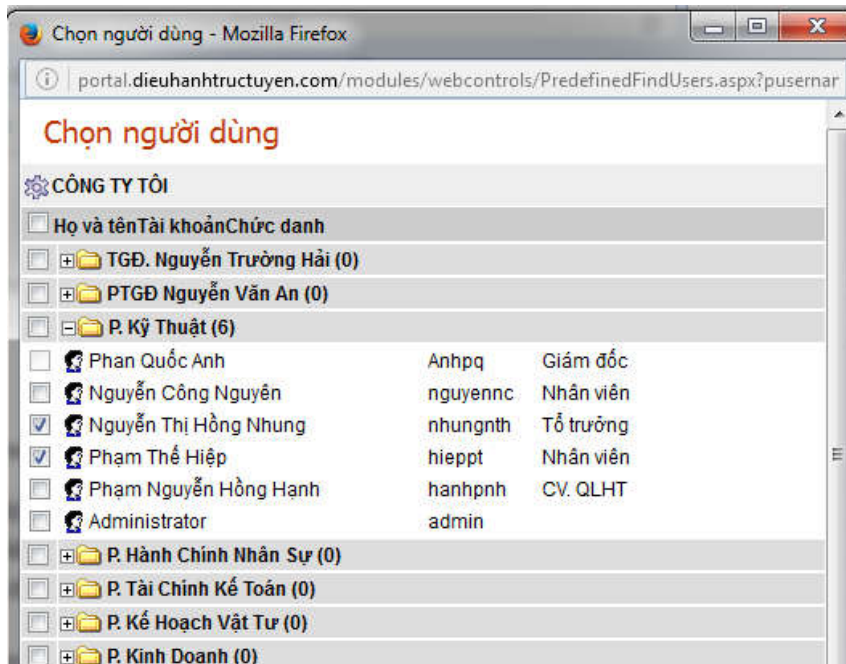 Chọn người dùng - Mozilla Firefox
portal.dieuhanhtructuyen.com/modules/webcontrols/PredefinedFindUsers.aspx?pusernar
Chọn người dùng
CÔNG TY TÔI
Họ và tênTài khoảnChức danh
TGĐ. Nguyễn Trường Hải (0)
PTGĐ Nguyễn Văn An (0)
P. Kỹ Thuật (6)
Phan Quốc Anh Anhpq Giám đốc
Nguyễn Công Nguyên nguyennc Nhân viên
Nguyễn Thị Hồng Nhung nhungnth Tổ trưởng
Phạm Thế Hiệp hieppt Nhân viên
Phạm Nguyễn Hồng Hạnh hanhpnh CV. QLHT
Administrator admin
P. Hành Chính Nhân Sự (0)
P. Tài Chính Kế Toán (0)
P. Kế Hoạch Vật Tư (0)
P. Kinh Doanh (0)